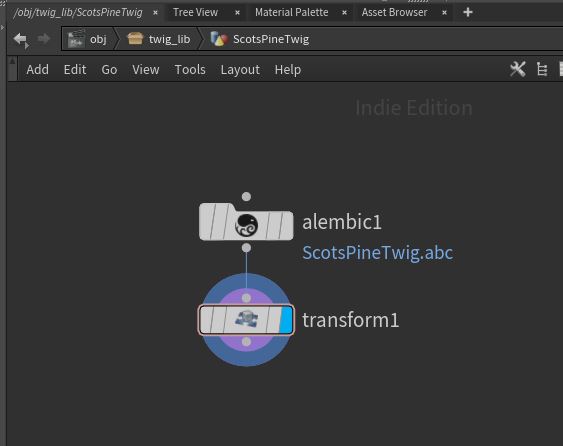 /obj/twig_lib/ScotsPineTwig × Tree View × Material Palette × Asset Browser × +
obj twig_lib ScotsPineTwig
Add Edit Go View Tools Layout Help
Indie Edition
alembic1
ScotsPineTwig.abc
transform1